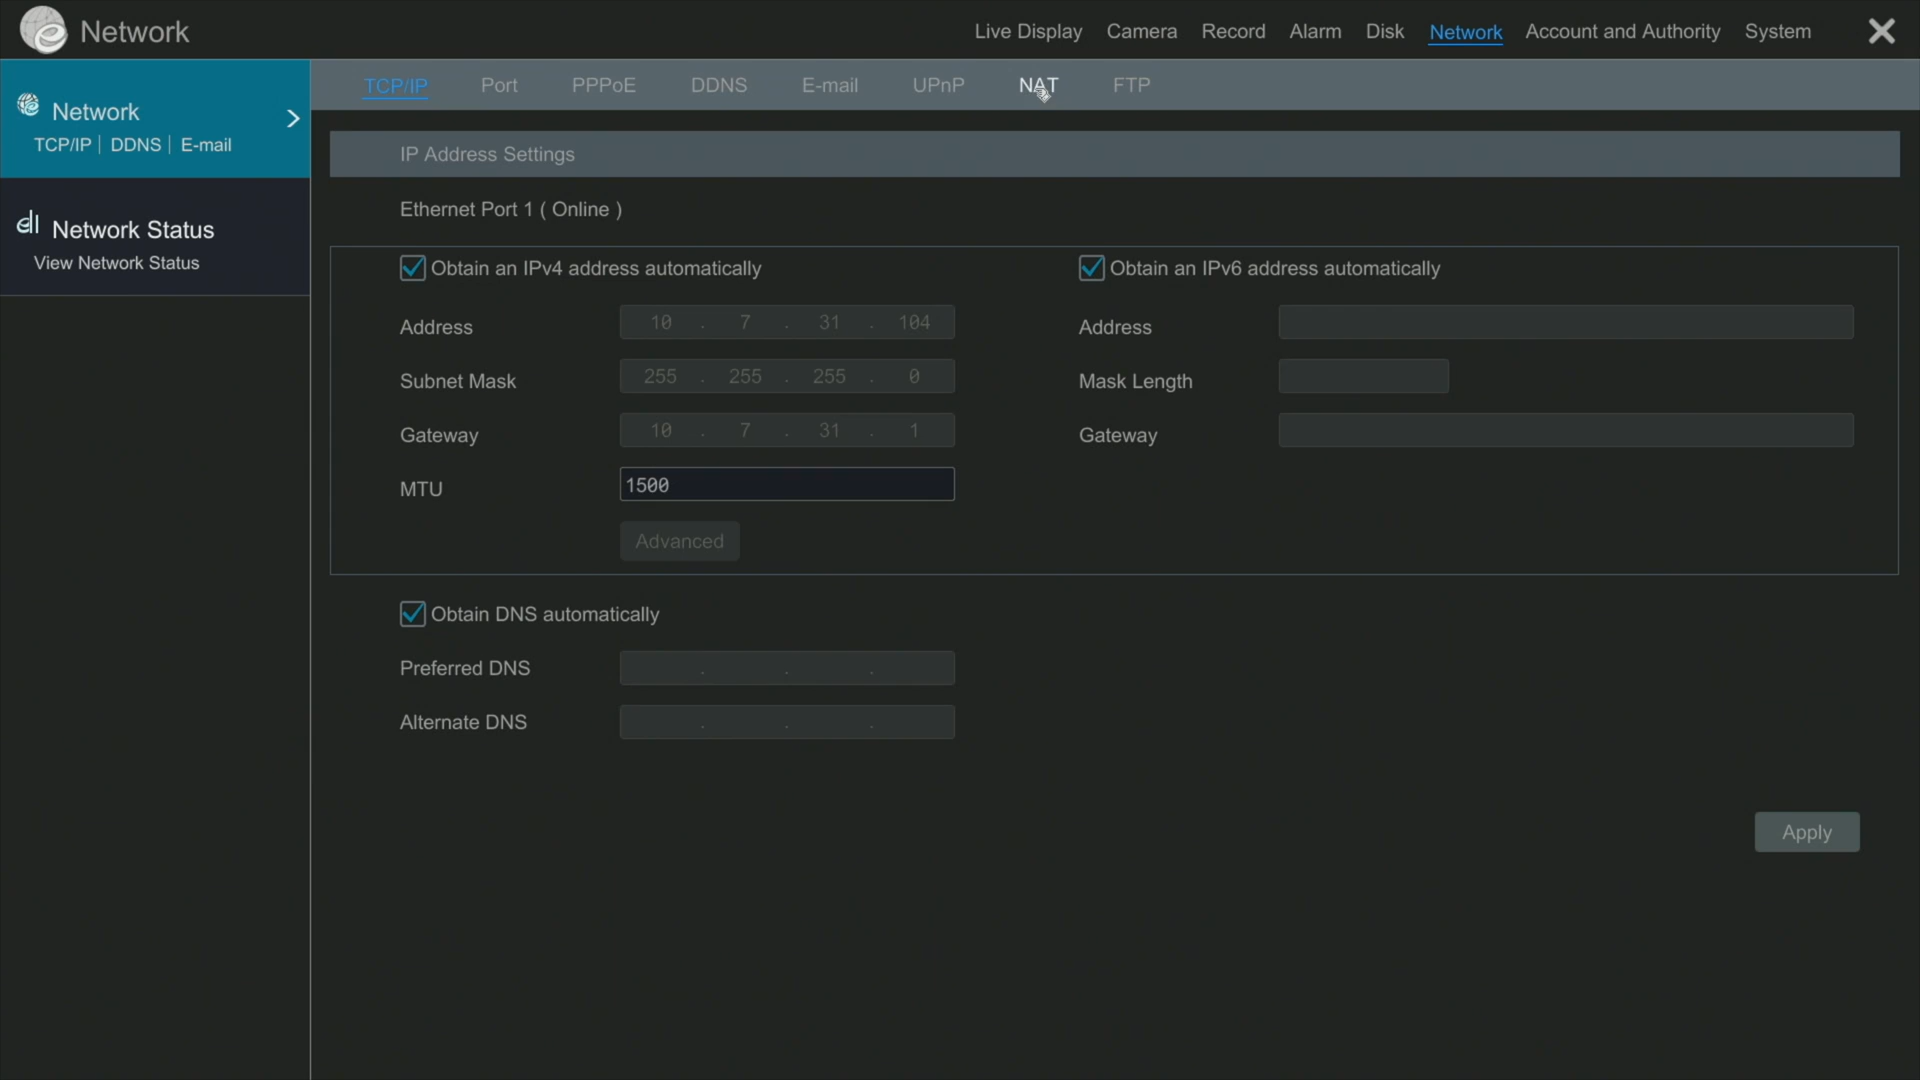 Network
Live Display Camera Record Alarm Disk Network Account and Authority System
Network
TCP/IP | DDNS | E-mail
Network Status
View Network Status
TCP/IP Port PPPoE DDNS E-mail UPnP NAT FTP
IP Address Settings
Ethernet Port 1 ( Online )
Obtain an IPv4 address automatically
Address 10 . 7 . 31 . 104
Subnet Mask 255 . 255 . 255 . 0
Gateway 10 . 7 . 31 . 1
MTU 1500
Advanced
Obtain an IPv6 address automatically
Address
Mask Length
Gateway
Obtain DNS automatically
Preferred DNS . . .
Alternate DNS . . .
Apply